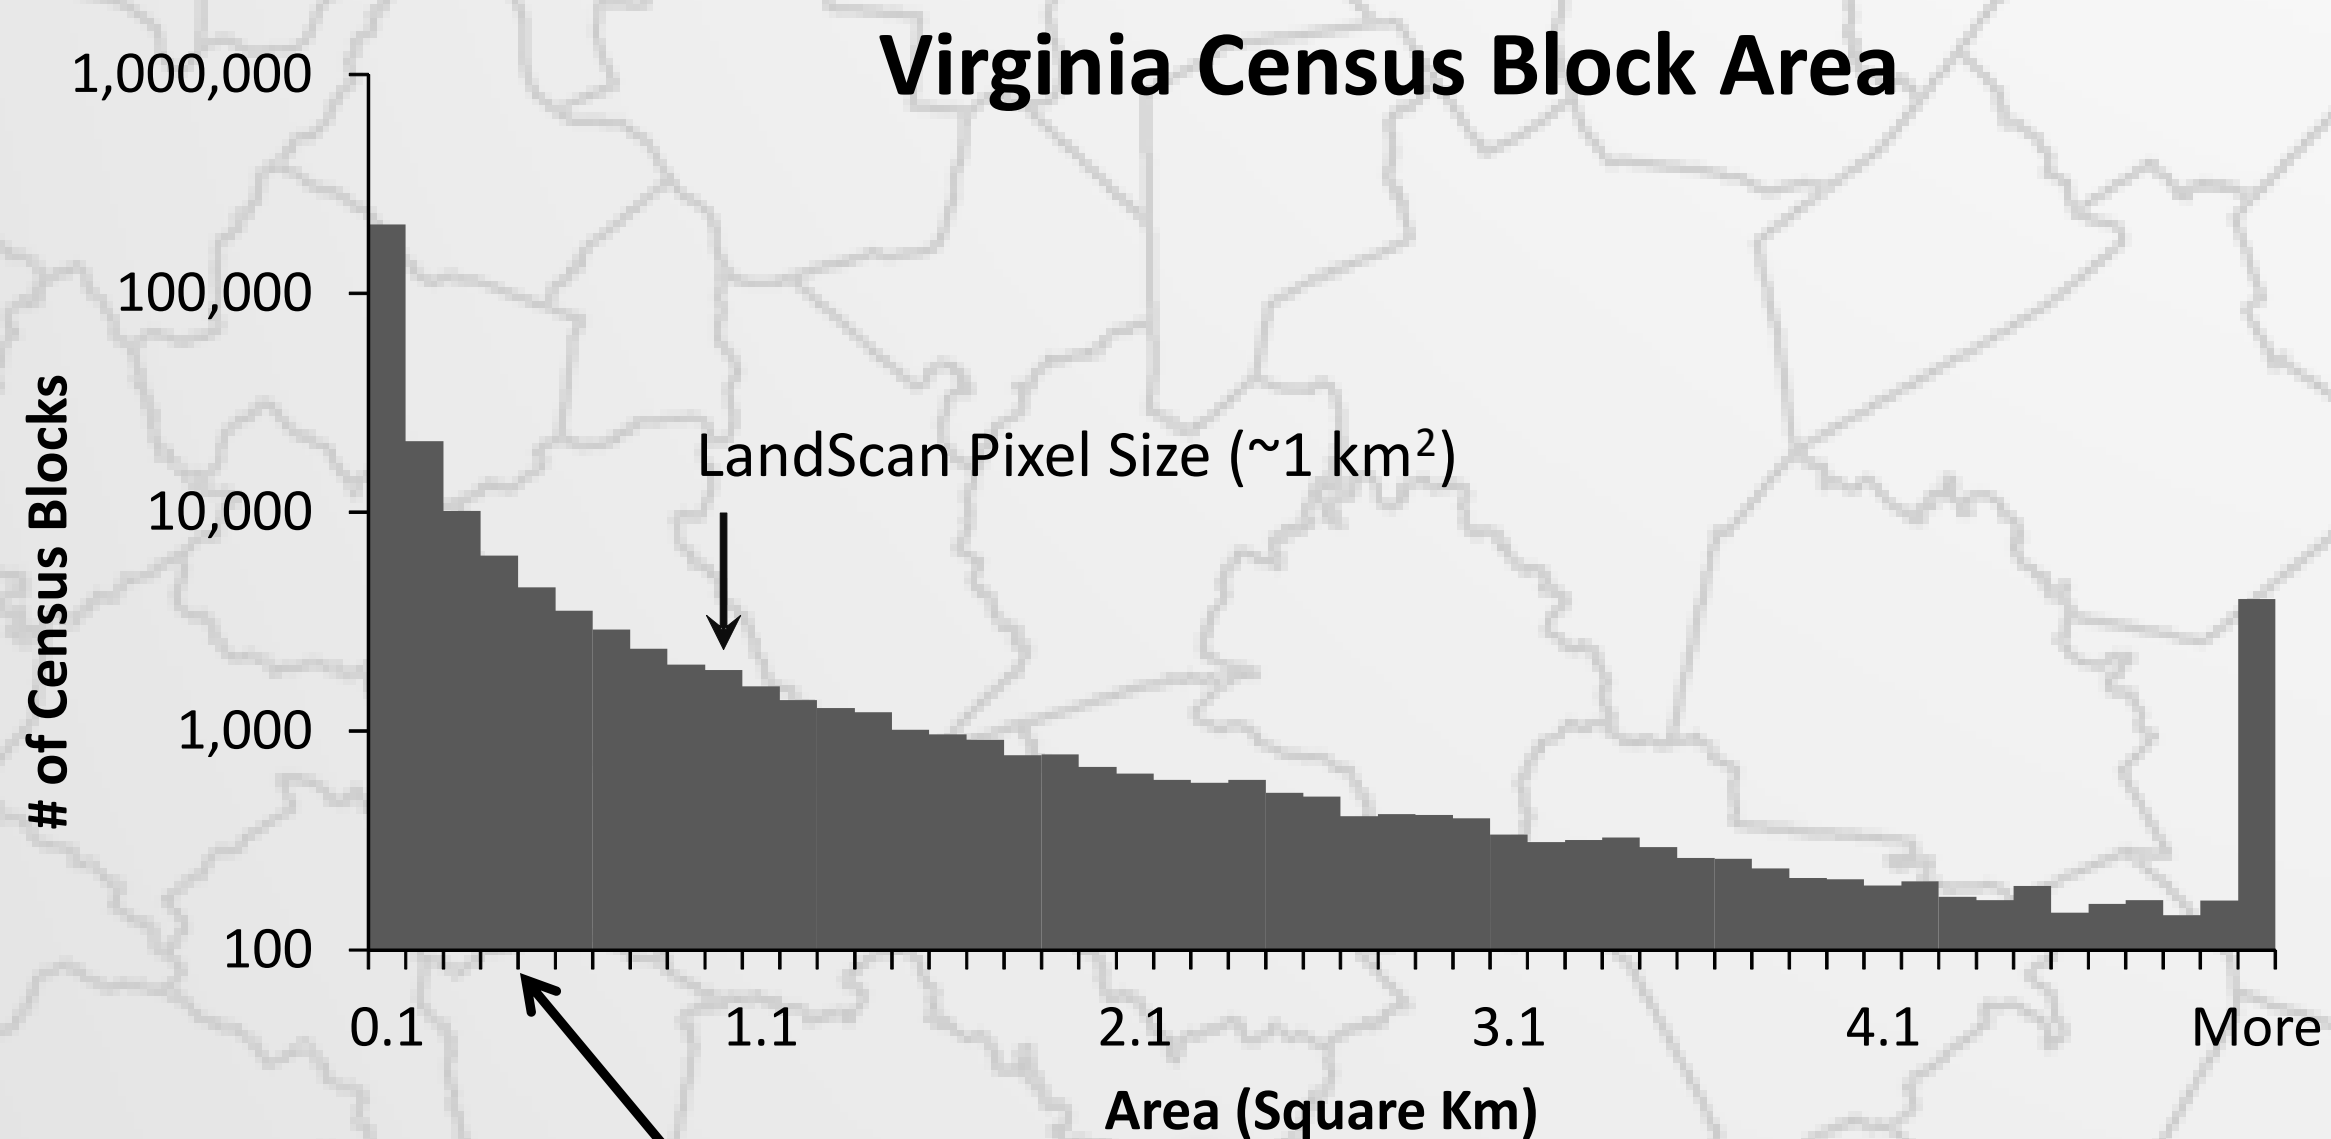 Virginia Census Block Area
1,000,000
100,000
10,000
1,000
100
# of Census Blocks
LandScan Pixel Size (~1 km²)
0.1 1.1 2.1 3.1 4.1 More
Area (Square Km)